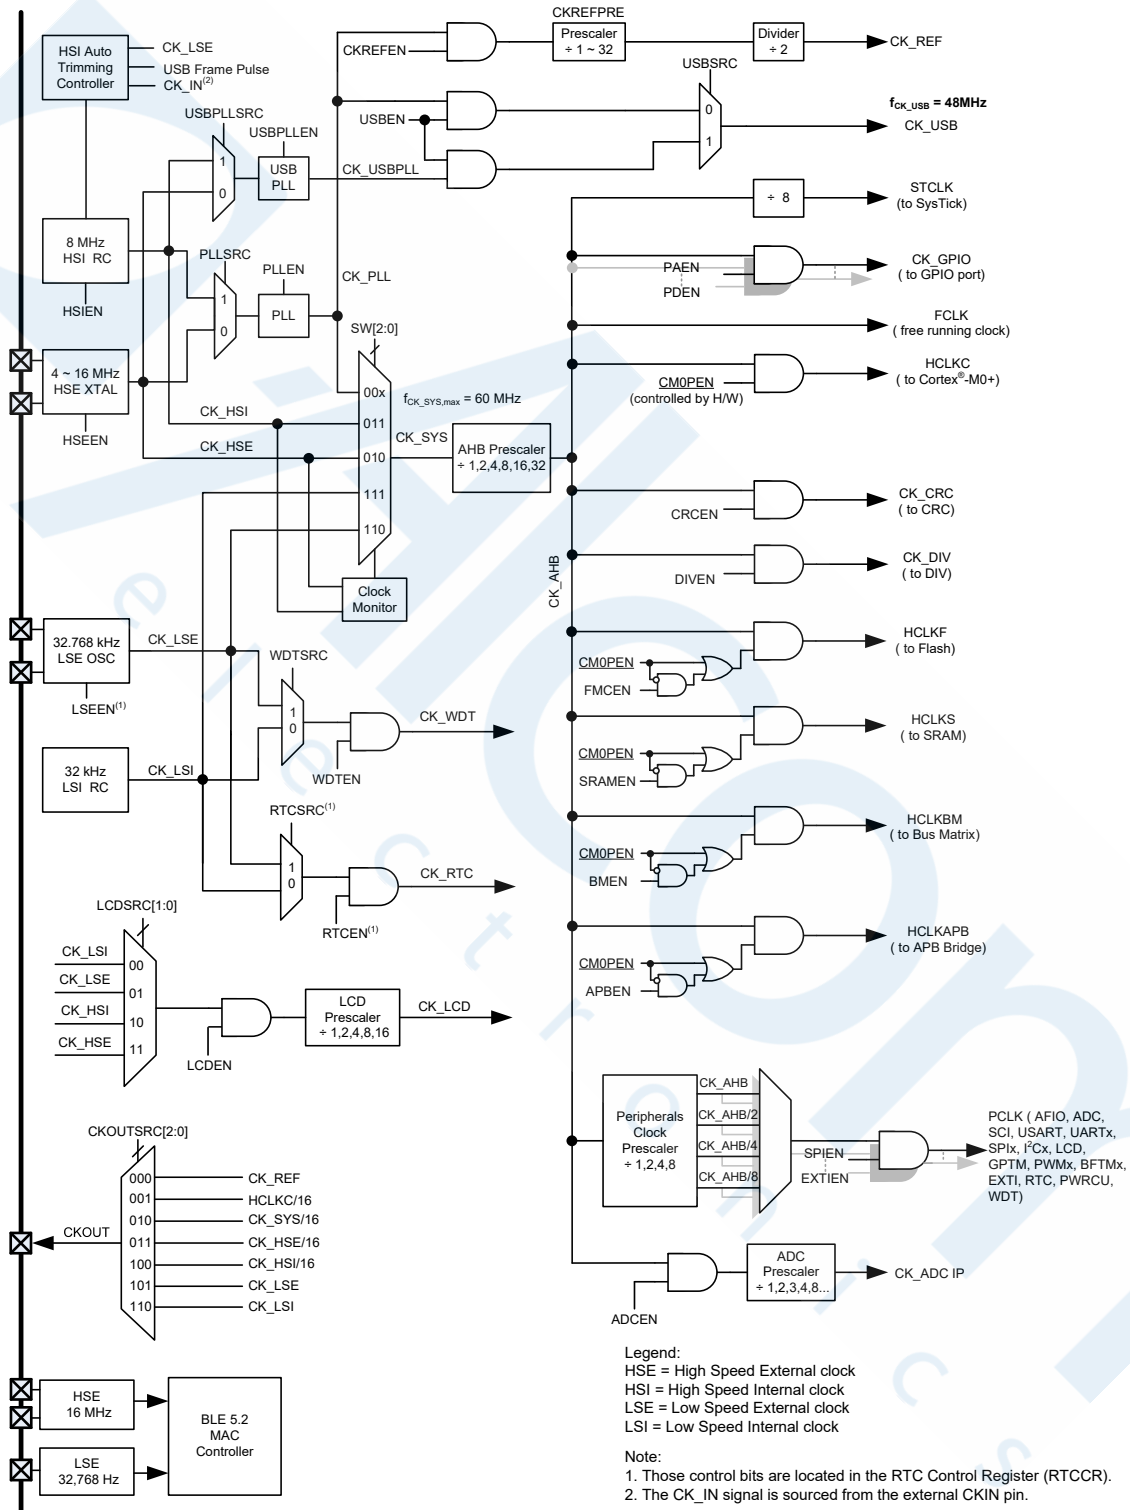 HSI Auto
Trimming
Controller
CK_LSE
USB Frame Pulse
CK_IN(2)
CKREFEN
CKREFPRE
Prescaler
÷ 1 ~ 32
Divider
÷ 2
CK_REF
USBPLLSRC
1
0
USBPLLEN
USB
PLL
CK_USBPLL
USBEN
USBSRC
0
1
fCK_USB = 48MHz
CK_USB
8 MHz
HSI RC
HSIEN
PLLSRC
1
0
PLLEN
PLL
CK_PLL
÷ 8
STCLK
(to SysTick)
PAEN
PDEN
CK_GPIO
( to GPIO port)
FCLK
( free running clock)
4 ~ 16 MHz
HSE XTAL
HSEEN
CK_HSI
CK_HSE
SW[2:0]
00x
011
010
111
110
fCK_SYS,max = 60 MHz
CK_SYS
AHB Prescaler
÷ 1,2,4,8,16,32
CK_AHB
CM0PEN
(controlled by H/W)
HCLKC
( to Cortex®-M0+)
CRCEN
CK_CRC
( to CRC)
DIVEN
CK_DIV
( to DIV)
Clock
Monitor
32.768 kHz
LSE OSC
LSEEN(1)
CK_LSE
WDTSRC
1
0
WDTEN
CK_WDT
CM0PEN
FMCEN
HCLKF
( to Flash)
CM0PEN
SRAMEN
HCLKS
( to SRAM)
32 kHz
LSI RC
CK_LSI
RTCSRC(1)
1
0
RTCEN(1)
CK_RTC
CM0PEN
BMEN
HCLKBM
( to Bus Matrix)
CM0PEN
APBEN
HCLKAPB
( to APB Bridge)
LCDSRC[1:0]
CK_LSI
CK_LSE
CK_HSI
CK_HSE
00
01
10
11
LCDEN
LCD
Prescaler
÷ 1,2,4,8,16
CK_LCD
Peripherals
Clock
Prescaler
÷ 1,2,4,8
CK_AHB
CK_AHB/2
CK_AHB/4
CK_AHB/8
SPIEN
EXTIEN
PCLK ( AFIO, ADC,
SCI, USART, UARTx,
SPIx, I2Cx, LCD,
GPTM, PWMx, BFTMx,
EXTI, RTC, PWRCU,
WDT)
CKOUTSRC[2:0]
CKOUT
000 CK_REF
001 HCLKC/16
010 CK_SYS/16
011 CK_HSE/16
100 CK_HSI/16
101 CK_LSE
110 CK_LSI
ADCEN
ADC
Prescaler
÷ 1,2,3,4,8...
CK_ADC IP
HSE
16 MHz
LSE
32,768 Hz
BLE 5.2
MAC
Controller
Legend:
HSE = High Speed External clock
HSI = High Speed Internal clock
LSE = Low Speed External clock
LSI = Low Speed Internal clock
Note:
1. Those control bits are located in the RTC Control Register (RTCCR).
2. The CK_IN signal is sourced from the external CKIN pin.